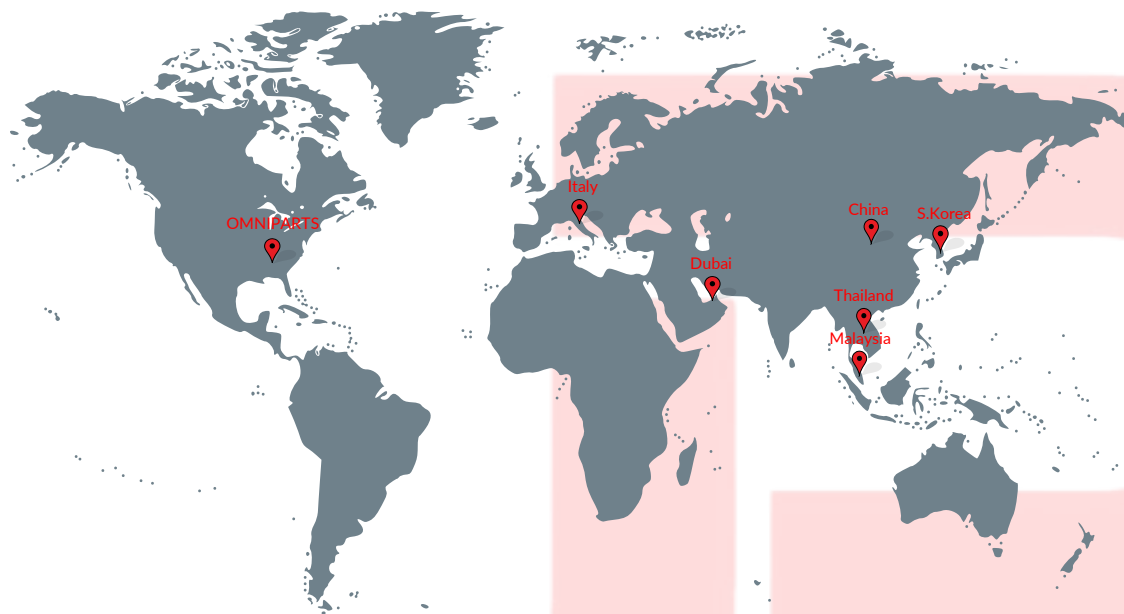 Italy
China
S.Korea
OMNIPARTS
Dubai
Thailand
Malaysia